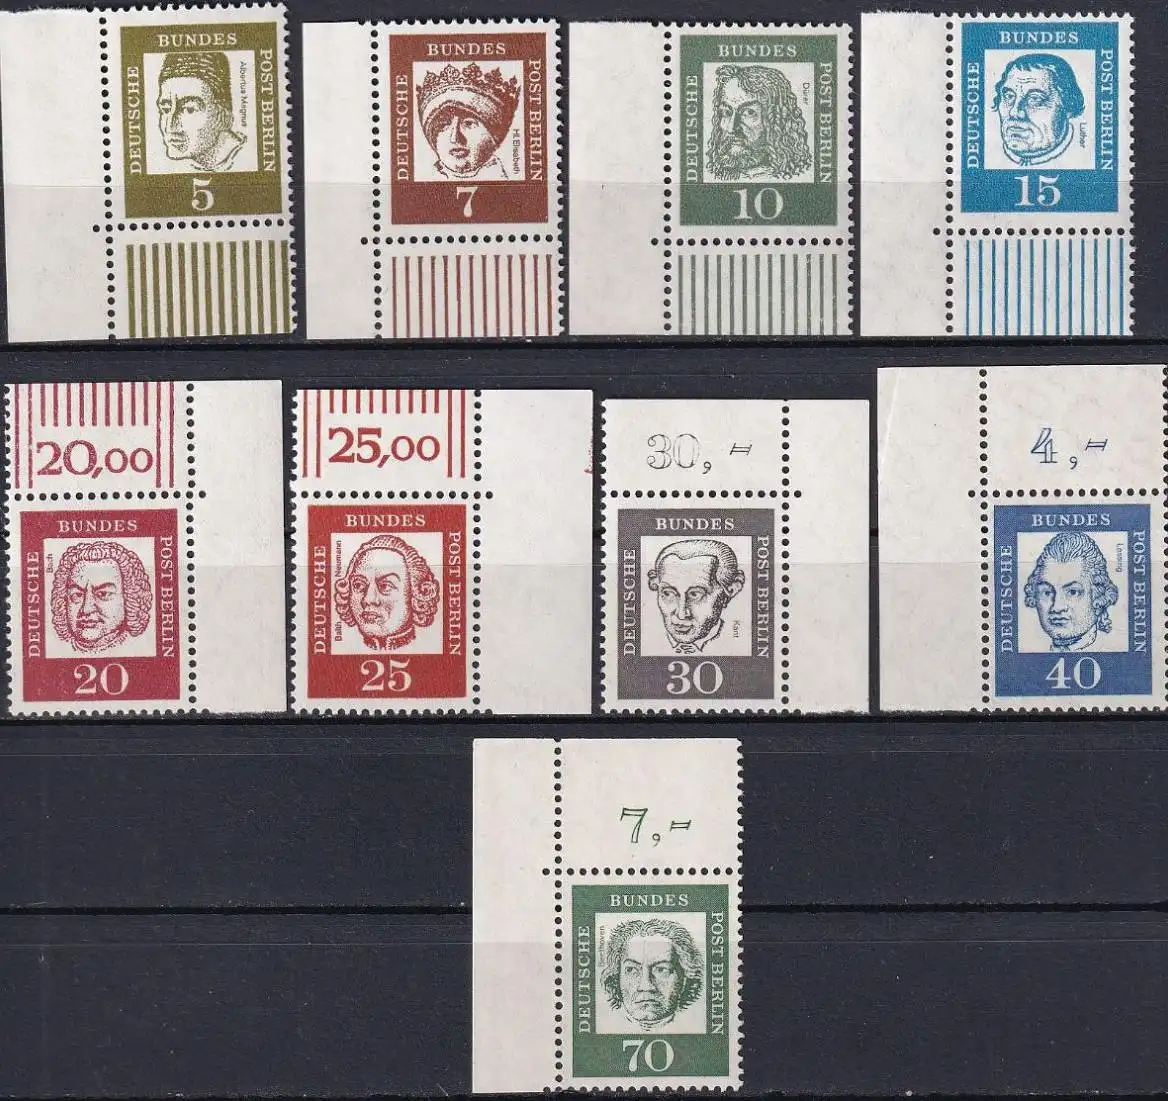 BUNDES
DEUTSCHE
POST BERLIN
Albertus Magnus
5
BUNDES
DEUTSCHE
POST BERLIN
Hl. Elisabeth
7
BUNDES
DEUTSCHE
POST BERLIN
Dürer
10
BUNDES
DEUTSCHE
POST BERLIN
Luther
15
20,00
BUNDES
DEUTSCHE
POST BERLIN
Bach
20
25,00
BUNDES
DEUTSCHE
POST BERLIN
Balth. Neumann
25
30,-
BUNDES
DEUTSCHE
POST BERLIN
Kant
30
4,-
BUNDES
DEUTSCHE
POST BERLIN
Lessing
40
7,-
BUNDES
DEUTSCHE
POST BERLIN
Beethoven
70